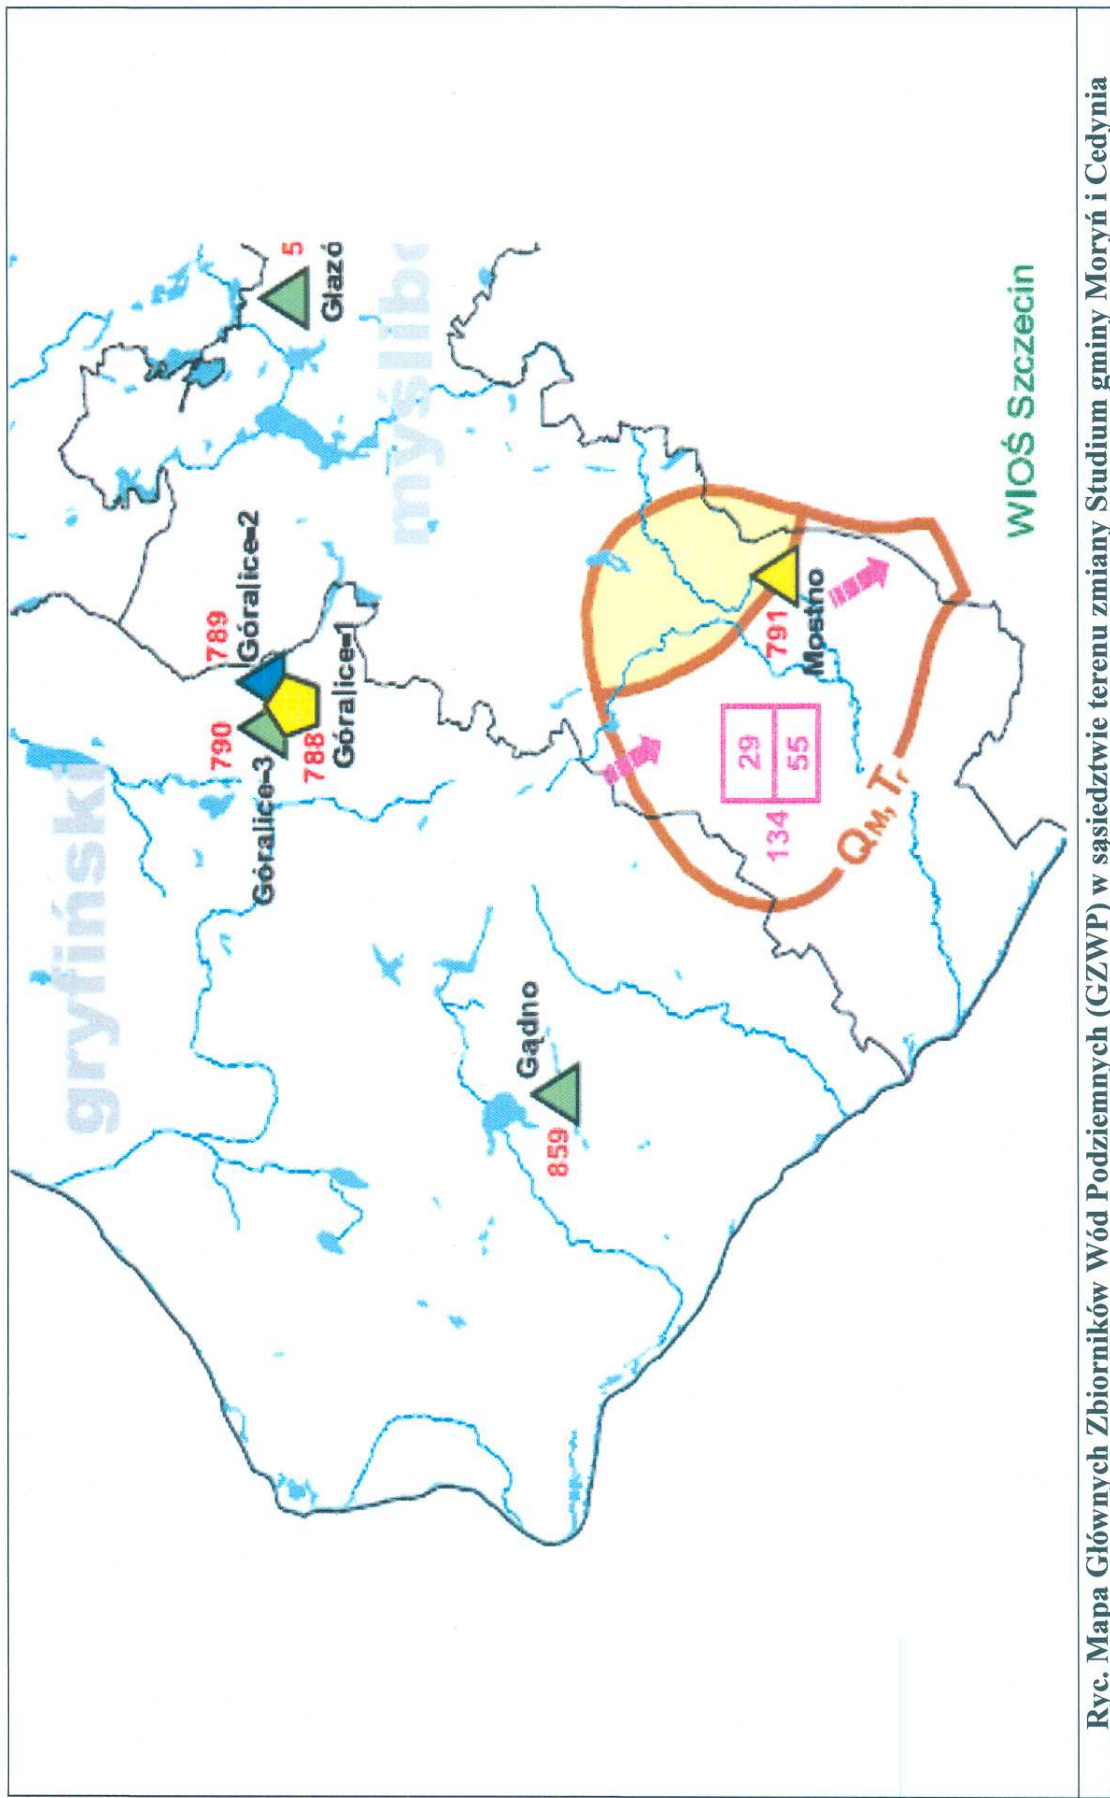 gryfiński
790
789
Góralice-3
Góralice-2
788
Góralice-1
5
Głazó
myślib
Gądno
859
791
Mostno
134
29
55
QM, Tr
WIOŚ Szczecin
Ryc. Mapa Głównych Zbiorników Wód Podziemnych (GZWP) w sąsiedztwie terenu zmiany Studium gminy Moryń i Cedynia